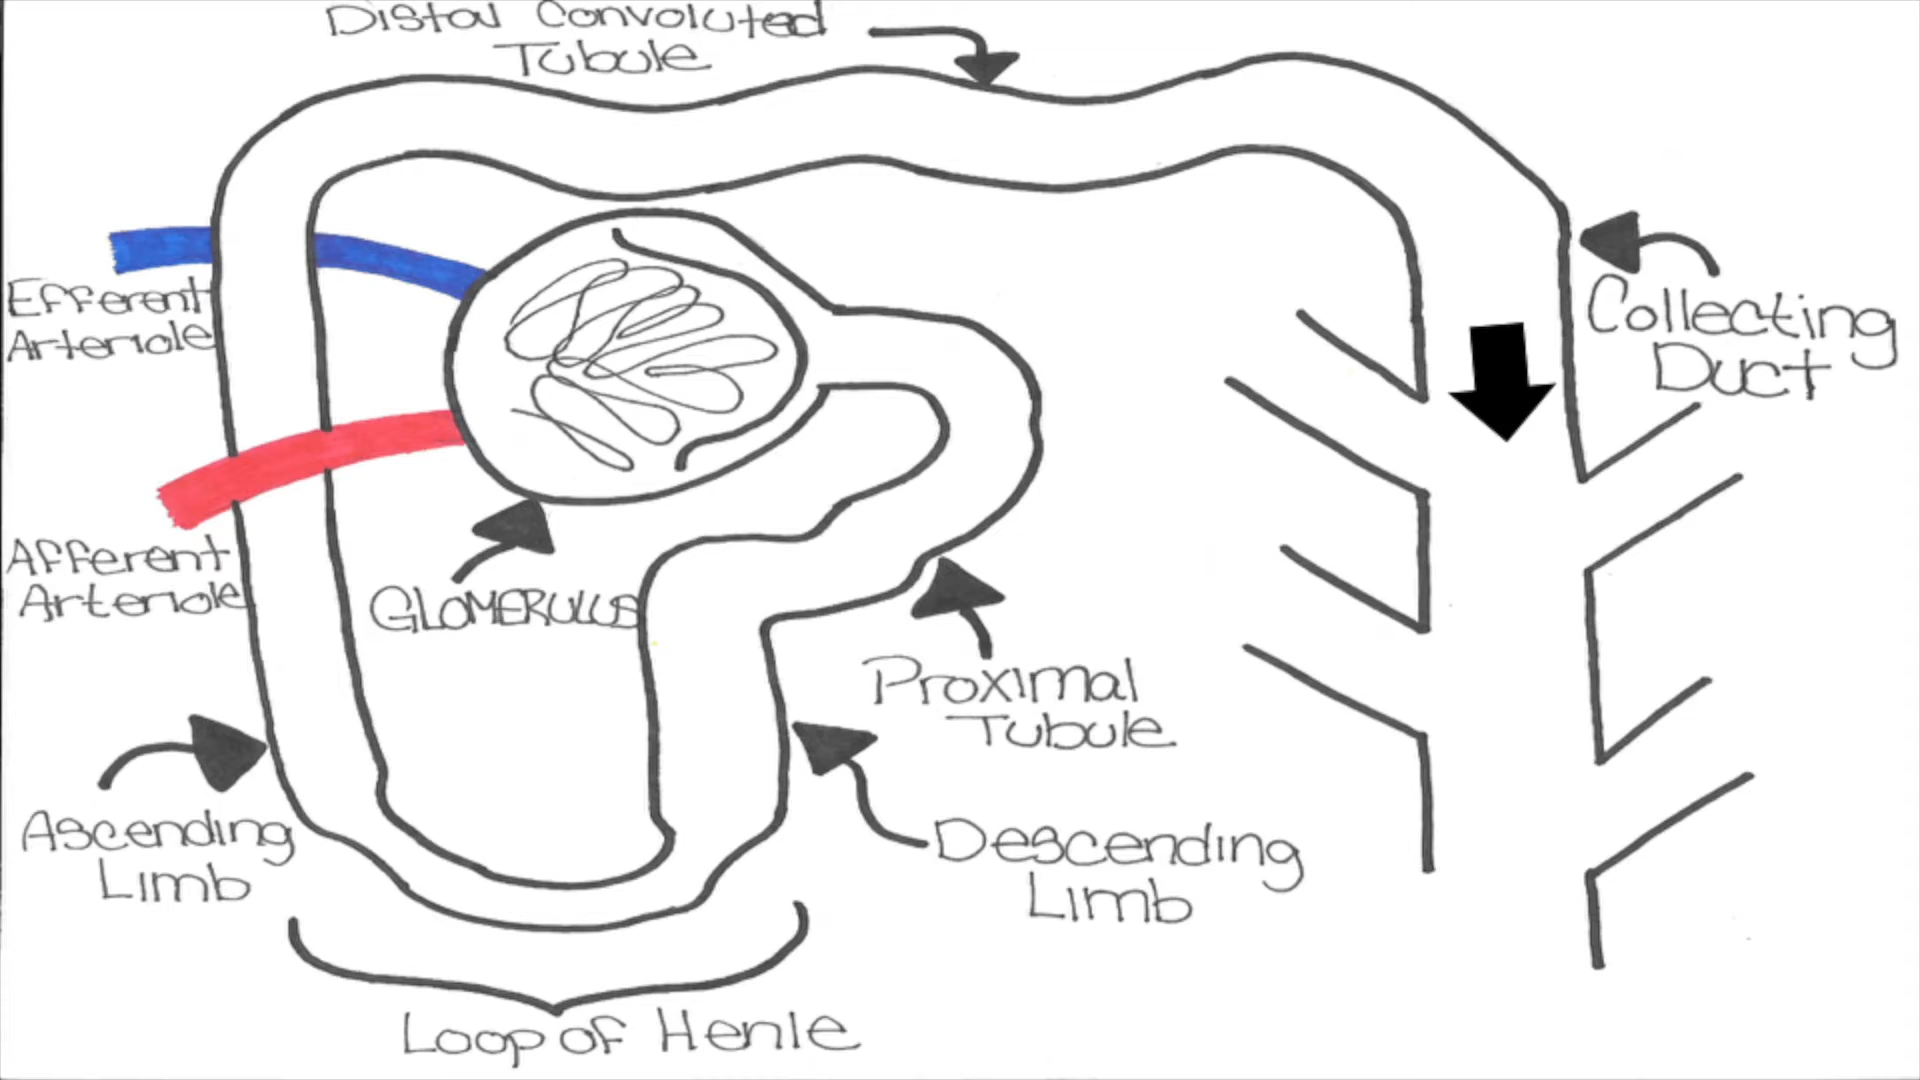 Distal Convoluted
Tubule
Efferent
Arteriole
Collecting
Duct
Afferent
Arteriole
GLOMERULUS
Proximal
Tubule
Ascending
Limb
Descending
Limb
Loop of Henle